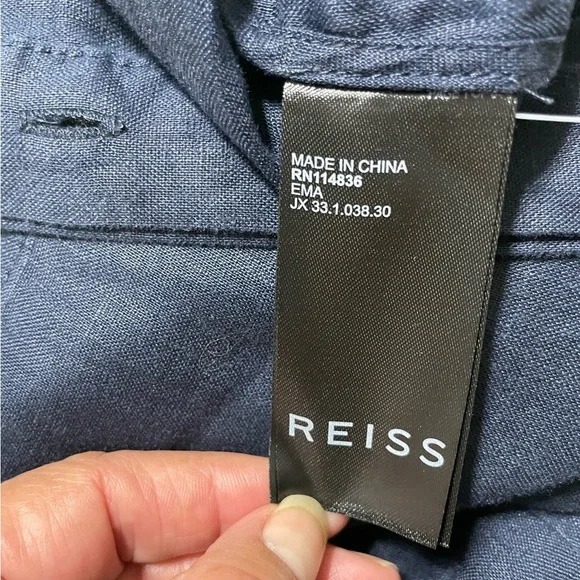 MADE IN CHINA
RN114836
EMA
JX 33.1.038.30
REISS